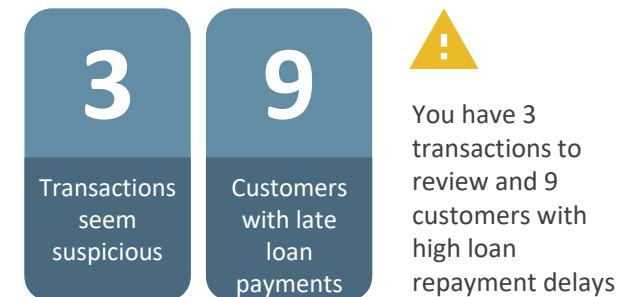 3
Transactions
seem
suspicious
9
Customers
with late
loan
payments
You have 3
transactions to
review and 9
customers with
high loan
repayment delays